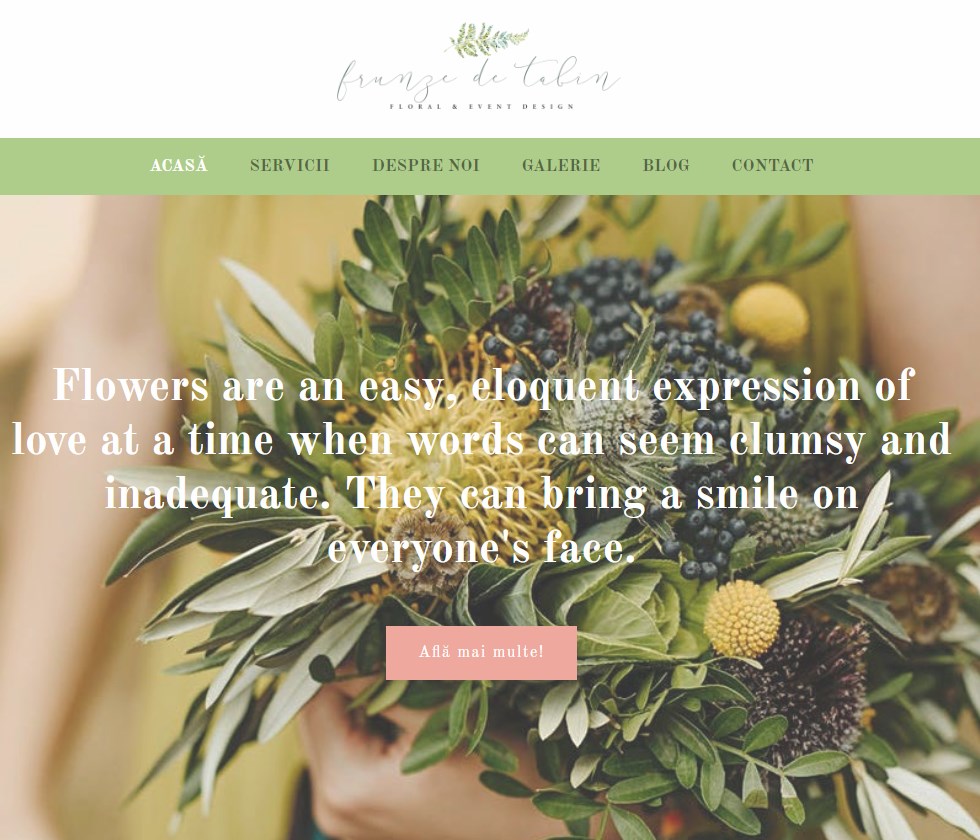 frunze de talin
FLORAL & EVENT DESIGN
ACASĂ SERVICII DESPRE NOI GALERIE BLOG CONTACT
Flowers are an easy, eloquent expression of
love at a time when words can seem clumsy and
inadequate. They can bring a smile on
everyone's face.
Află mai multe!